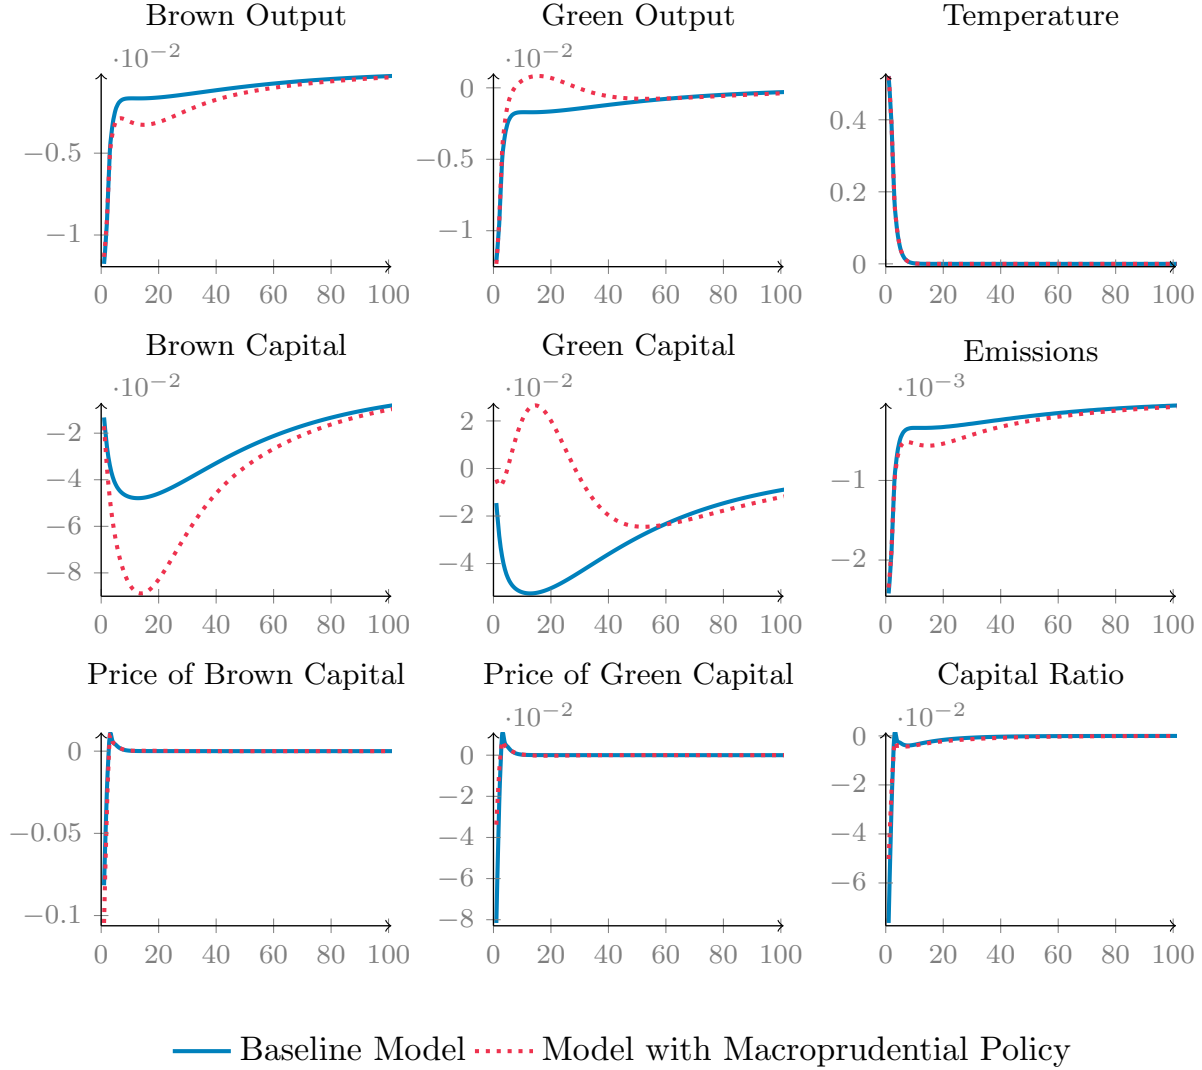 Brown Output
Green Output
Temperature
·10⁻²
−0.5
−1
0 20 40 60 80 100
·10⁻²
0
−0.5
−1
0 20 40 60 80 100
0.4
0.2
0
0 20 40 60 80 100
Brown Capital
Green Capital
Emissions
·10⁻²
−2
−4
−6
−8
0 20 40 60 80 100
·10⁻²
2
0
−2
−4
0 20 40 60 80 100
·10⁻³
−1
−2
0 20 40 60 80 100
Price of Brown Capital
Price of Green Capital
Capital Ratio
0
−0.05
−0.1
0 20 40 60 80 100
·10⁻²
0
−2
−4
−6
−8
0 20 40 60 80 100
·10⁻²
0
−2
−4
−6
0 20 40 60 80 100
Baseline Model
Model with Macroprudential Policy